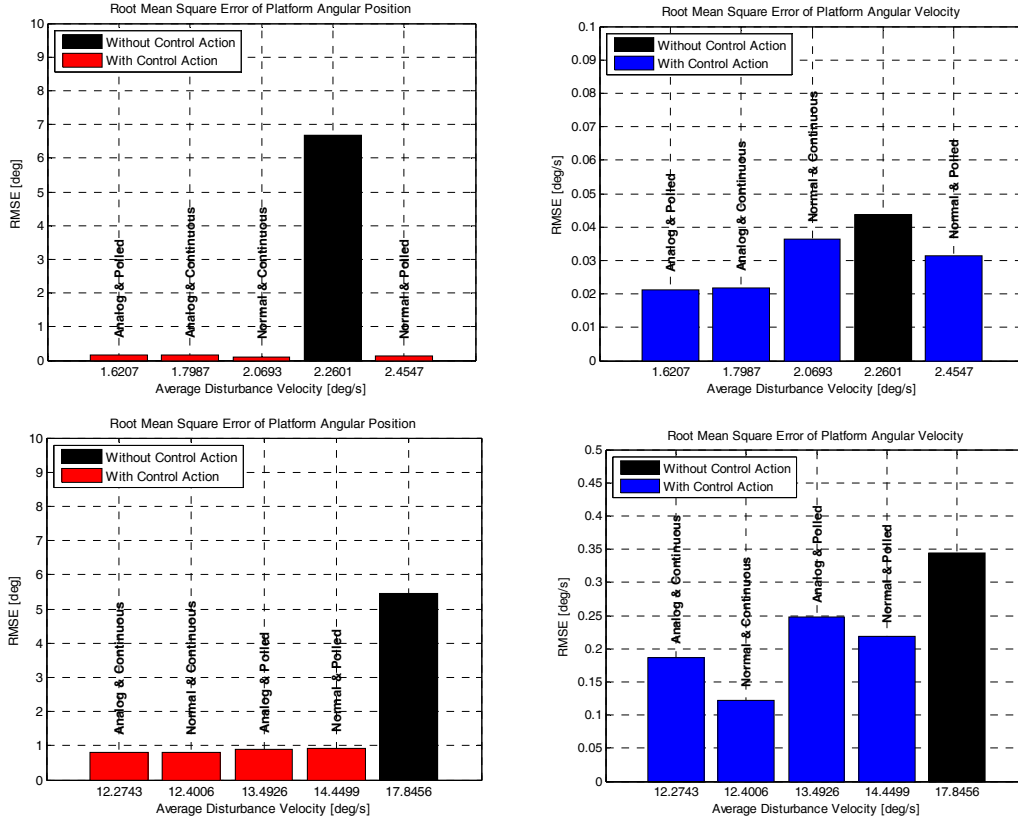 Root Mean Square Error of Platform Angular Position
10
9
8
7
6
5
4
3
2
1
0
RMSE [deg]
Without Control Action
With Control Action
Analog & Polled
Analog & Continuous
Normal & Continuous
Normal & Polled
1.6207 1.7987 2.0693 2.2601 2.4547
Average Disturbance Velocity [deg/s]
Root Mean Square Error of Platform Angular Velocity
0.1
0.09
0.08
0.07
0.06
0.05
0.04
0.03
0.02
0.01
0
RMSE [deg/s]
Without Control Action
With Control Action
Analog & Polled
Analog & Continuous
Normal & Continuous
Normal & Polled
1.6207 1.7987 2.0693 2.2601 2.4547
Average Disturbance Velocity [deg/s]
Root Mean Square Error of Platform Angular Position
10
9
8
7
6
5
4
3
2
1
0
RMSE [deg]
Without Control Action
With Control Action
Analog & Continuous
Normal & Continuous
Analog & Polled
Normal & Polled
12.2743 12.4006 13.4926 14.4499 17.8456
Average Disturbance Velocity [deg/s]
Root Mean Square Error of Platform Angular Velocity
0.5
0.45
0.4
0.35
0.3
0.25
0.2
0.15
0.1
0.05
0
RMSE [deg/s]
Without Control Action
With Control Action
Analog & Continuous
Normal & Continuous
Analog & Polled
Normal & Polled
12.2743 12.4006 13.4926 14.4499 17.8456
Average Disturbance Velocity [deg/s]